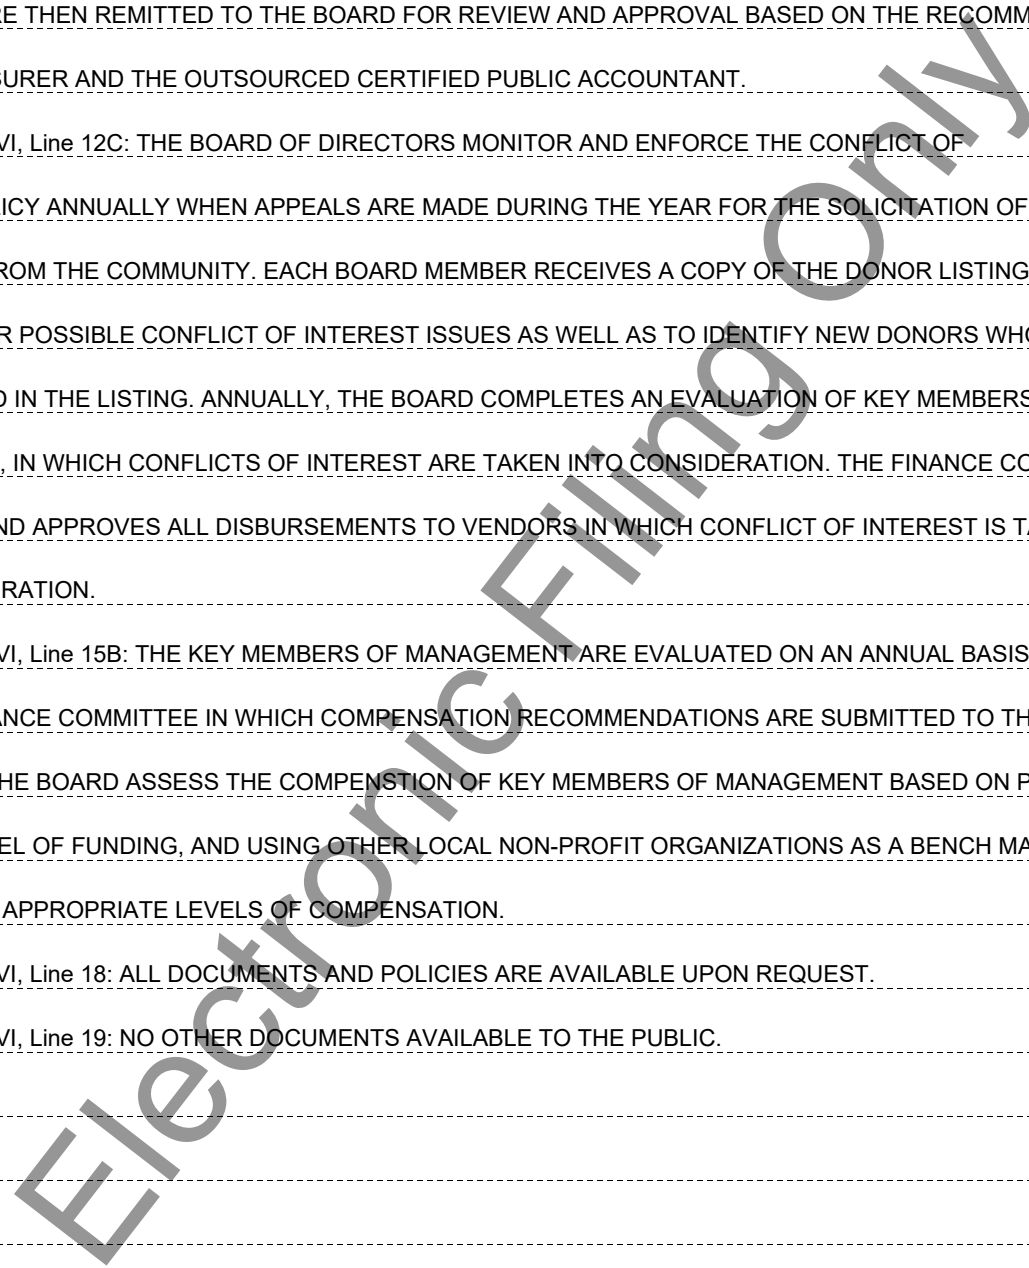 RE THEN REMITTED TO THE BOARD FOR REVIEW AND APPROVAL BASED ON THE RECOMM
SURER AND THE OUTSOURCED CERTIFIED PUBLIC ACCOUNTANT.
VI, Line 12C: THE BOARD OF DIRECTORS MONITOR AND ENFORCE THE CONFLICT OF
ICY ANNUALLY WHEN APPEALS ARE MADE DURING THE YEAR FOR THE SOLICITATION OF
ROM THE COMMUNITY. EACH BOARD MEMBER RECEIVES A COPY OF THE DONOR LISTING
R POSSIBLE CONFLICT OF INTEREST ISSUES AS WELL AS TO IDENTIFY NEW DONORS WHO
D IN THE LISTING. ANNUALLY, THE BOARD COMPLETES AN EVALUATION OF KEY MEMBERS
, IN WHICH CONFLICTS OF INTEREST ARE TAKEN INTO CONSIDERATION. THE FINANCE CO
ND APPROVES ALL DISBURSEMENTS TO VENDORS IN WHICH CONFLICT OF INTEREST IS TA
RATION.
VI, Line 15B: THE KEY MEMBERS OF MANAGEMENT ARE EVALUATED ON AN ANNUAL BASIS
ANCE COMMITTEE IN WHICH COMPENSATION RECOMMENDATIONS ARE SUBMITTED TO TH
HE BOARD ASSESS THE COMPENSTION OF KEY MEMBERS OF MANAGEMENT BASED ON P
EL OF FUNDING, AND USING OTHER LOCAL NON-PROFIT ORGANIZATIONS AS A BENCH MA
APPROPRIATE LEVELS OF COMPENSATION.
VI, Line 18: ALL DOCUMENTS AND POLICIES ARE AVAILABLE UPON REQUEST.
VI, Line 19: NO OTHER DOCUMENTS AVAILABLE TO THE PUBLIC.
Electronic Filing Only